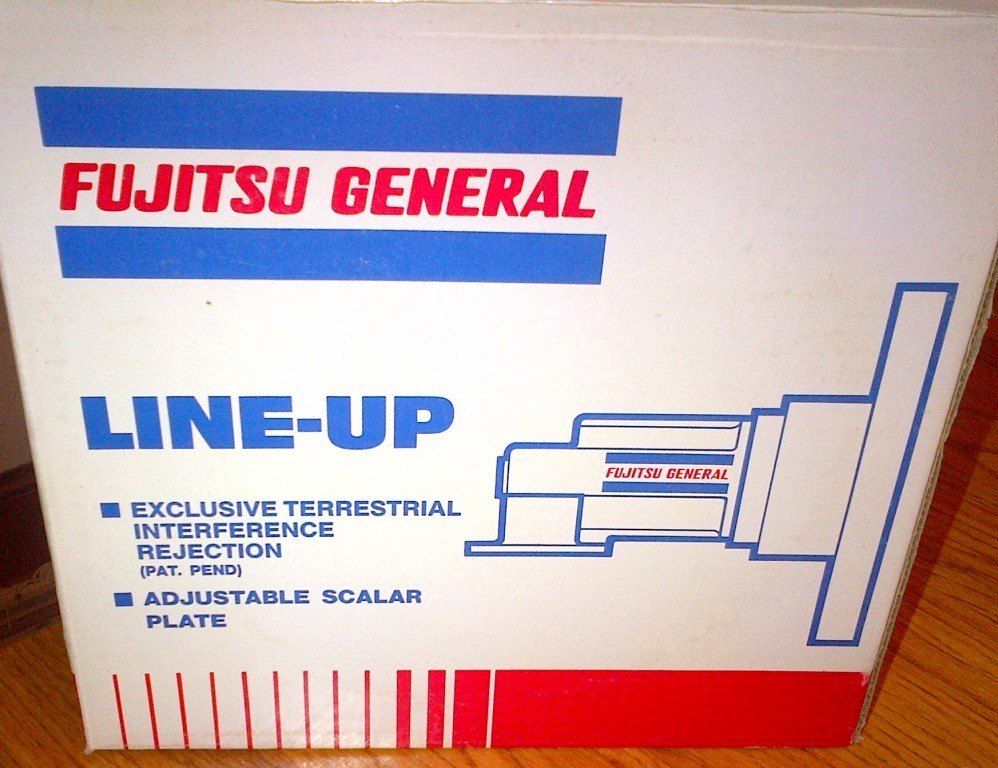 FUJITSU GENERAL
LINE-UP
FUJITSU GENERAL
■ EXCLUSIVE TERRESTRIAL
INTERFERENCE
REJECTION
(PAT. PEND)
■ ADJUSTABLE SCALAR
PLATE